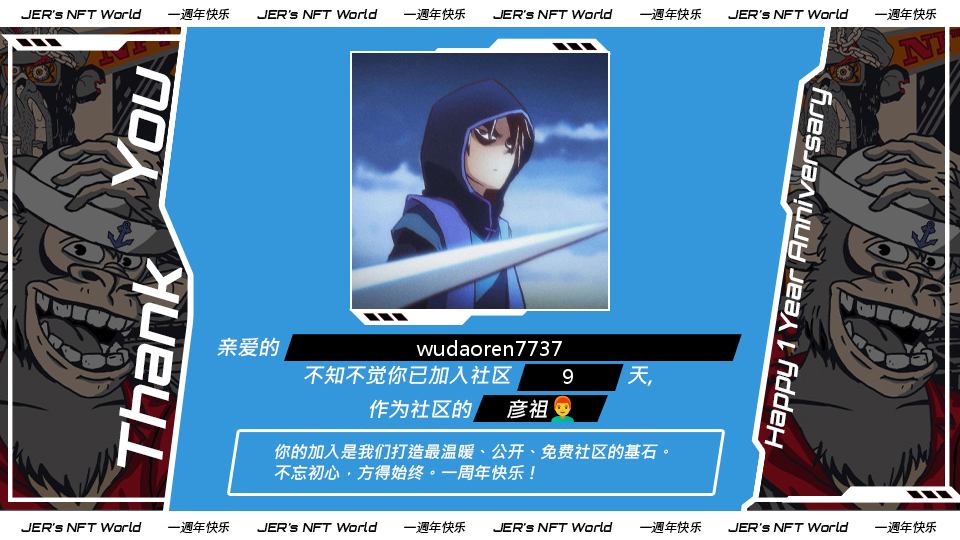 JER's NFT World 一週年快乐 JER's NFT World 一週年快乐 JER's NFT World 一週年快乐 JER's NFT World 一週年快乐
Thank You
Happy 1 Year Anniversary
亲爱的 wudaoren7737
不知不觉你已加入社区 9 天,
作为社区的 彦祖👨‍🦰
你的加入是我们打造最温暖、公开、免费社区的基石。
不忘初心，方得始终。一周年快乐！
JER's NFT World 一週年快乐 JER's NFT World 一週年快乐 JER's NFT World 一週年快乐 JER's NFT World 一週年快乐